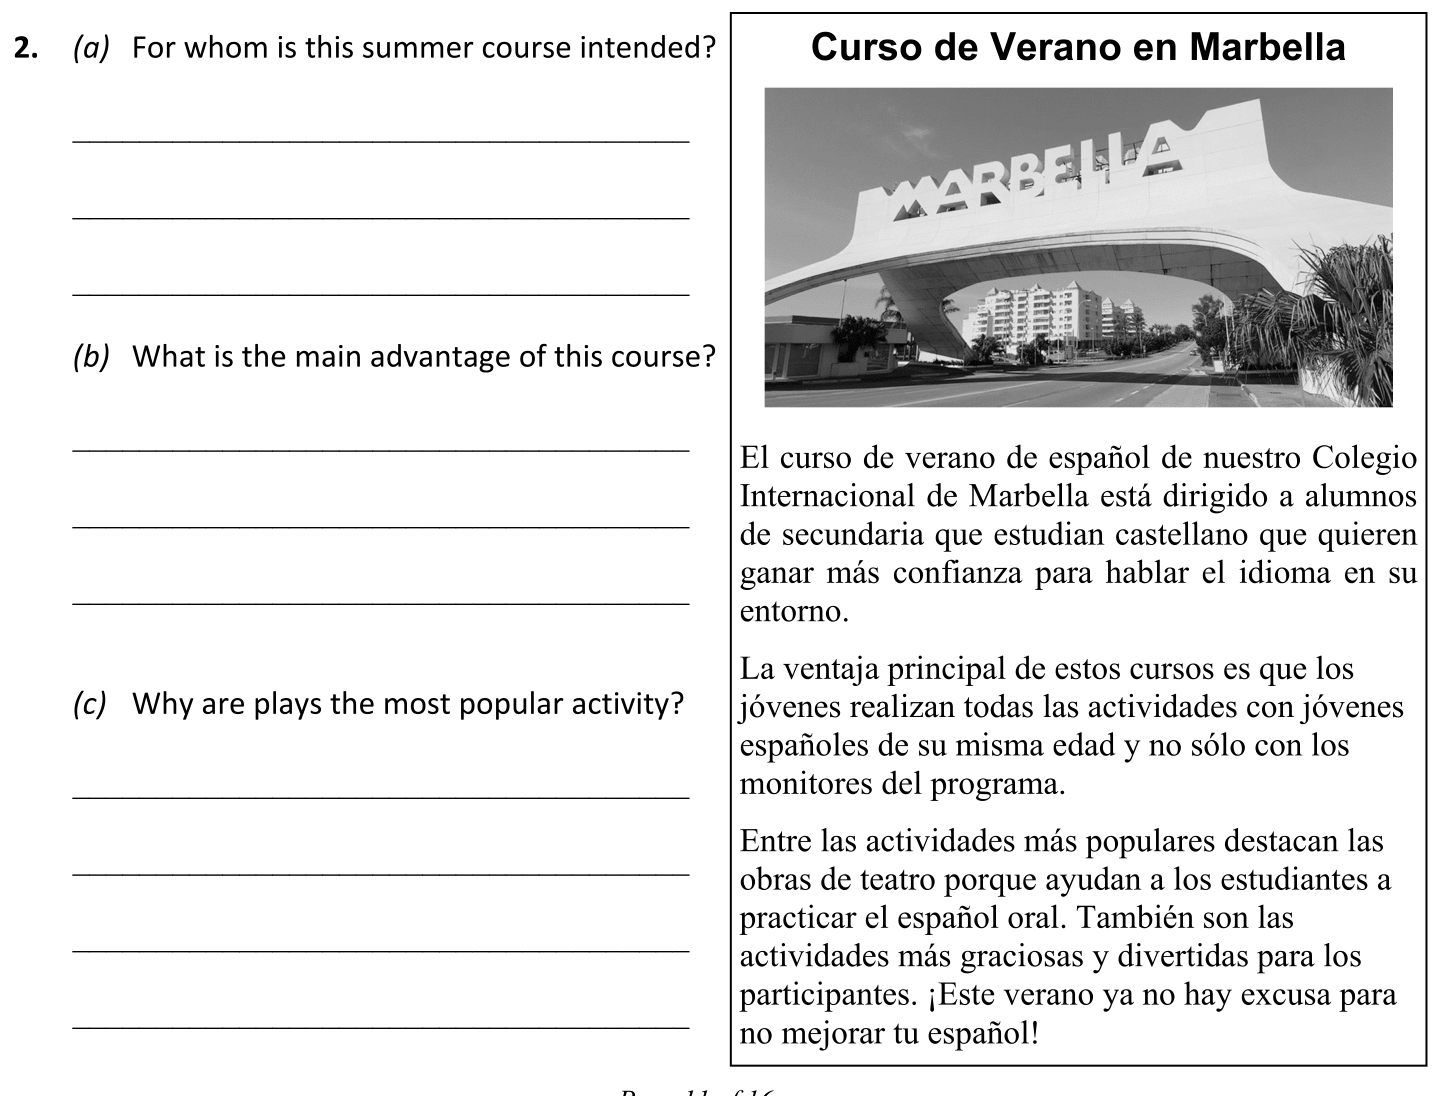 2. (a) For whom is this summer course intended?
(b) What is the main advantage of this course?
(c) Why are plays the most popular activity?
Curso de Verano en Marbella
MARBELLA
El curso de verano de español de nuestro Colegio
Internacional de Marbella está dirigido a alumnos
de secundaria que estudian castellano que quieren
ganar más confianza para hablar el idioma en su
entorno.
La ventaja principal de estos cursos es que los
jóvenes realizan todas las actividades con jóvenes
españoles de su misma edad y no sólo con los
monitores del programa.
Entre las actividades más populares destacan las
obras de teatro porque ayudan a los estudiantes a
practicar el español oral. También son las
actividades más graciosas y divertidas para los
participantes. ¡Este verano ya no hay excusa para
no mejorar tu español!